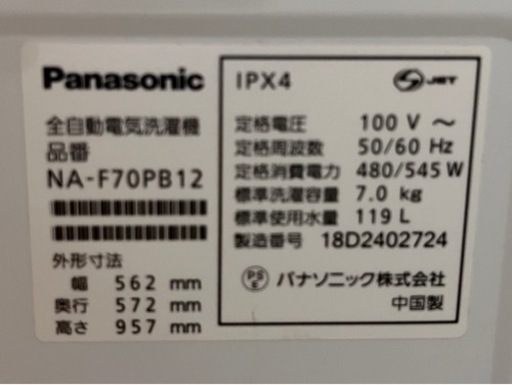 Panasonic
全自動電気洗濯機
品番
NA-F70PB12
外形寸法
幅 562 mm
奥行 572 mm
高さ 957 mm
IPX4
JET
定格電圧 100 V ～
定格周波数 50/60 Hz
定格消費電力 480/545 W
標準洗濯容量 7.0 kg
標準使用水量 119 L
製造番号 18D2402724
PS E パナソニック株式会社
中国製